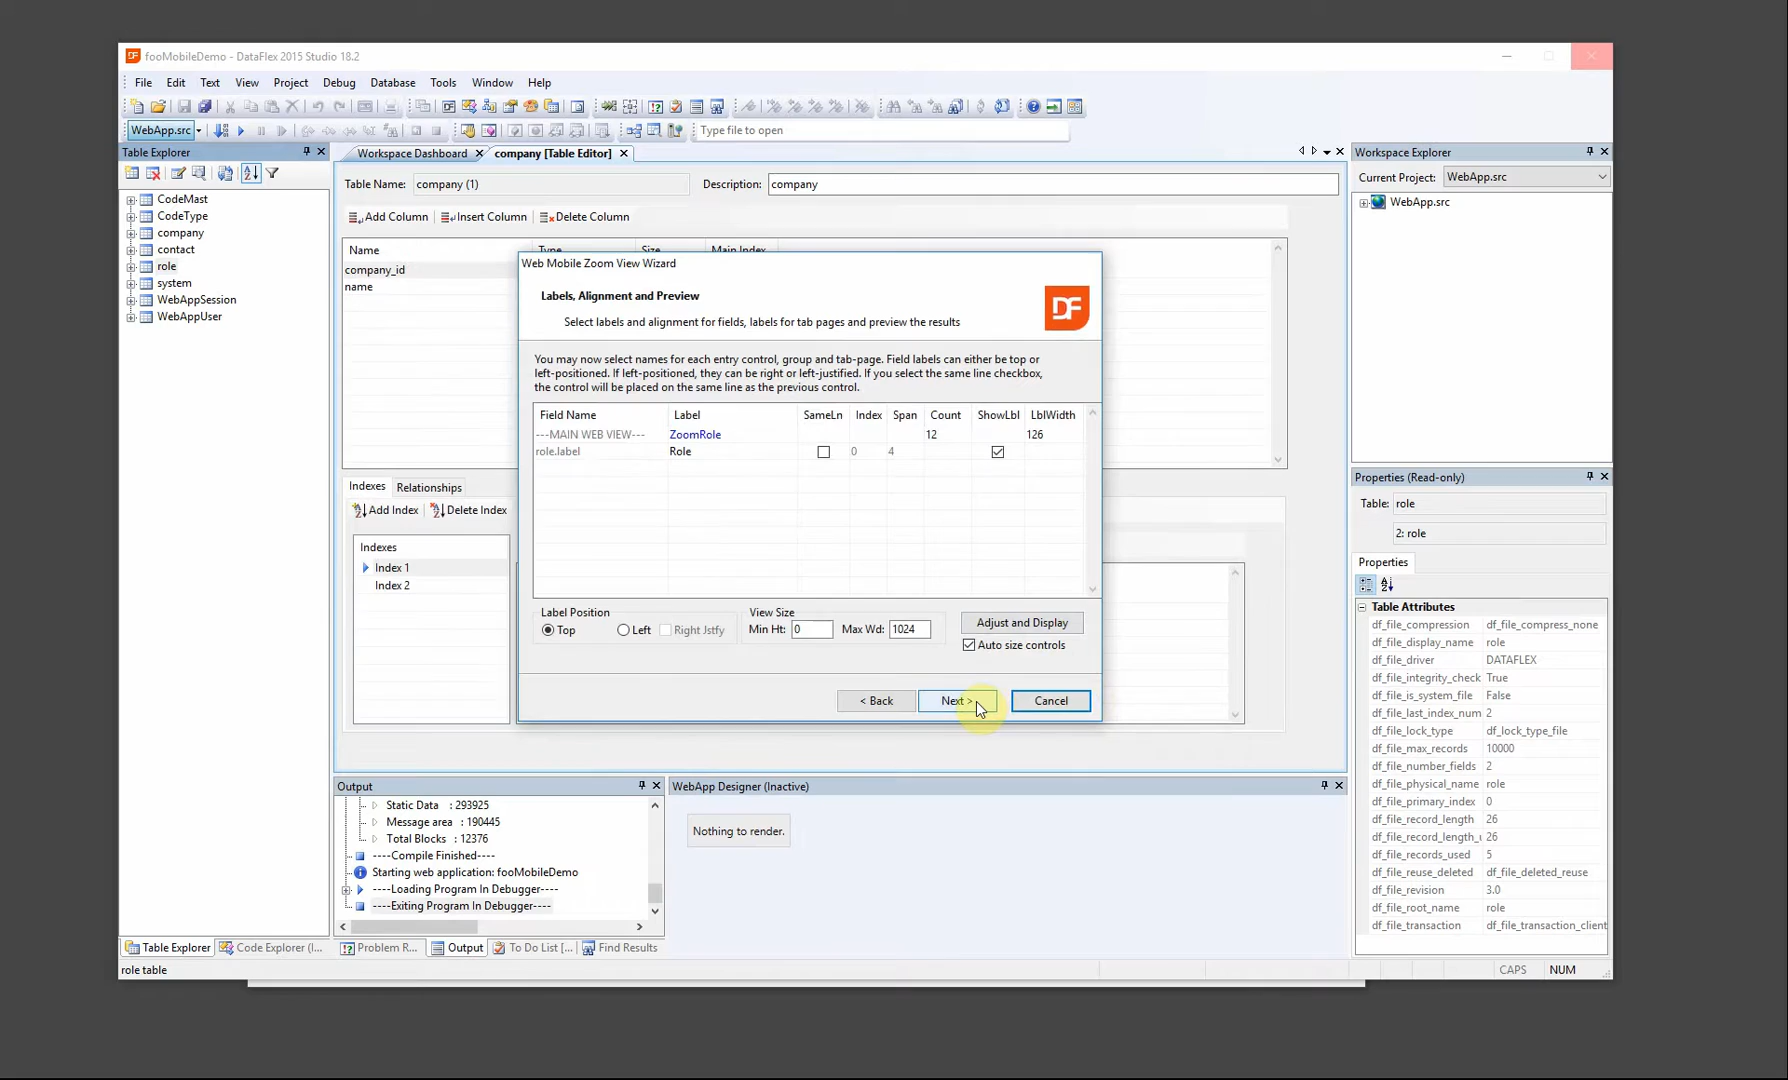 fooMobileDemo - DataFlex 2015 Studio 18.2
File Edit Text View Project Debug Database Tools Window Help
WebApp.src
Type file to open
Table Explorer
CodeMast
CodeType
company
contact
role
system
WebAppSession
WebAppUser
Workspace Dashboard
company [Table Editor]
Table Name: company (1)
Description: company
Add Column Insert Column Delete Column
Name Type Size Main Index
company_id
name
Indexes Relationships
Add Index Delete Index
Indexes
Index 1
Index 2
Web Mobile Zoom View Wizard
Labels, Alignment and Preview
Select labels and alignment for fields, labels for tab pages and preview the results
DF
You may now select names for each entry control, group and tab-page. Field labels can either be top or
left-positioned. If left-positioned, they can be right or left-justified. If you select the same line checkbox,
the control will be placed on the same line as the previous control.
Field Name Label SameLn Index Span Count ShowLbl LblWidth
---MAIN WEB VIEW--- ZoomRole 12 126
role.label Role 0 4
Label Position
Top Left Right Jstfy
View Size
Min Ht: 0 Max Wd: 1024
Adjust and Display
Auto size controls
< Back Next > Cancel
Output
Static Data : 293925
Message area : 190445
Total Blocks : 12376
----Compile Finished----
Starting web application: fooMobileDemo
----Loading Program In Debugger----
----Exiting Program In Debugger----
WebApp Designer (Inactive)
Nothing to render.
Workspace Explorer
Current Project: WebApp.src
WebApp.src
Properties (Read-only)
Table: role
2: role
Properties
Table Attributes
df_file_compression df_file_compress_none
df_file_display_name role
df_file_driver DATAFLEX
df_file_integrity_check True
df_file_is_system_file False
df_file_last_index_num 2
df_file_lock_type df_lock_type_file
df_file_max_records 10000
df_file_number_fields 2
df_file_physical_name role
df_file_primary_index 0
df_file_record_length 26
df_file_record_length_ 26
df_file_records_used 5
df_file_reuse_deleted df_file_deleted_reuse
df_file_revision 3.0
df_file_root_name role
df_file_transaction df_file_transaction_client
Table Explorer Code Explorer (I...
Problem R... Output To Do List [... Find Results
role table
CAPS NUM